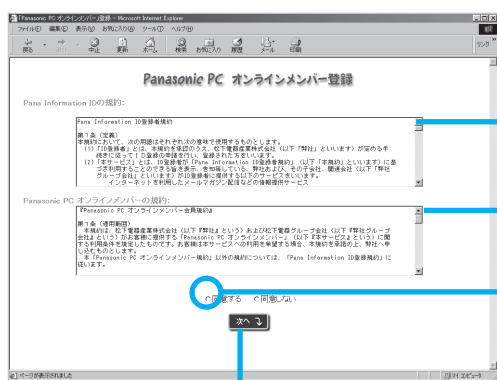 「Panasonic PC オンラインメンバー」登録 - Microsoft Internet Explorer
ファイル(F) 編集(E) 表示(V) お気に入り(A) ツール(T) ヘルプ(H)
戻る 中止 更新 ホーム 検索 お気に入り 履歴 メール 印刷 リンク
Panasonic PC オンラインメンバー登録
Pana Information IDの規約:
Pana Information ID登録者規約
第1条（定義）
本規約において、次の用語はそれぞれ次の意味で使用するものとします。
(1)「ID登録者」とは、本規約を承認のうえ、松下電器産業株式会社（以下「弊社」といいます）が定める手
続きに従ってＩＤ登録の申請を行い、登録された方をいいます。
(2)「本サービス」とは、ID登録者が「Pana Information ID登録者規約」（以下「本規約」といいます）に基
づき利用することのできる旨を表示、告知等している、弊社および、その子会社、関連会社（以下「弊社
グループ会社」といいます）がID登録者に提供する以下のサービスをいいます。
インターネットを利用したメールマガジン配信などの情報提供サービス
Panasonic PC オンラインメンバーの規約:
『Panasonic PC オンラインメンバー会員規約』
第１条（適用範囲）
本規約は、松下電器産業株式会社（以下『弊社』という）および松下電器グループ会社（以下『弊社グループ
会社』という）がお客様に提供する『Panasonic PC オンラインメンバー』（以下『本サービス』という）に関
する利用条件を規定したものです。お客様は本サービスへの利用を希望する場合、本規約を承諾の上、弊社へ申
し込むものとします。
本『Panasonic PC オンラインメンバー規約』以外の規約については、『Pana Information ID登録規約』に
従います。
同意する 同意しない
次へ
ページが表示されました マイ コンピュータ